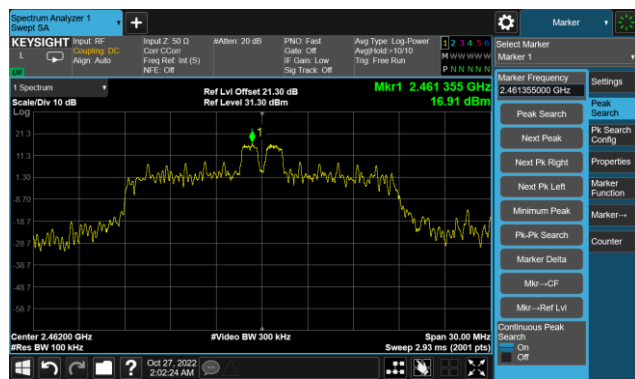 Spectrum Analyzer 1
Swept SA
Marker
KEYSIGHT
L
Input: RF
Coupling: DC
Align: Auto
Input Z: 50 Ω
Corr CCorr
Freq Ref: Int (S)
NFE: Off
#Atten: 20 dB
PNO: Fast
Gate: Off
IF Gain: Low
Sig Track: Off
Avg Type: Log-Power
Avg|Hold:>10/10
Trig: Free Run
1 2 3 4 5 6
M W W W W W
P N N N N N
Select Marker
Marker 1
LXI
1 Spectrum
Scale/Div 10 dB
Log
Ref Lvl Offset 21.30 dB
Ref Level 31.30 dBm
Mkr1 2.461 355 GHz
16.91 dBm
1
21.3
11.3
1.30
-8.70
-18.7
-28.7
-38.7
-48.7
-58.7
Center 2.46200 GHz
#Res BW 100 kHz
#Video BW 300 kHz
Span 30.00 MHz
Sweep 2.93 ms (2001 pts)
Marker Frequency
2.461355000 GHz
Peak Search
Next Peak
Next Pk Right
Next Pk Left
Minimum Peak
Pk-Pk Search
Marker Delta
Mkr→CF
Mkr→Ref Lvl
Continuous Peak
Search
On
Off
Settings
Peak
Search
Pk Search
Config
Properties
Marker
Function
Marker→
Counter
?
Oct 27, 2022
2:02:24 AM